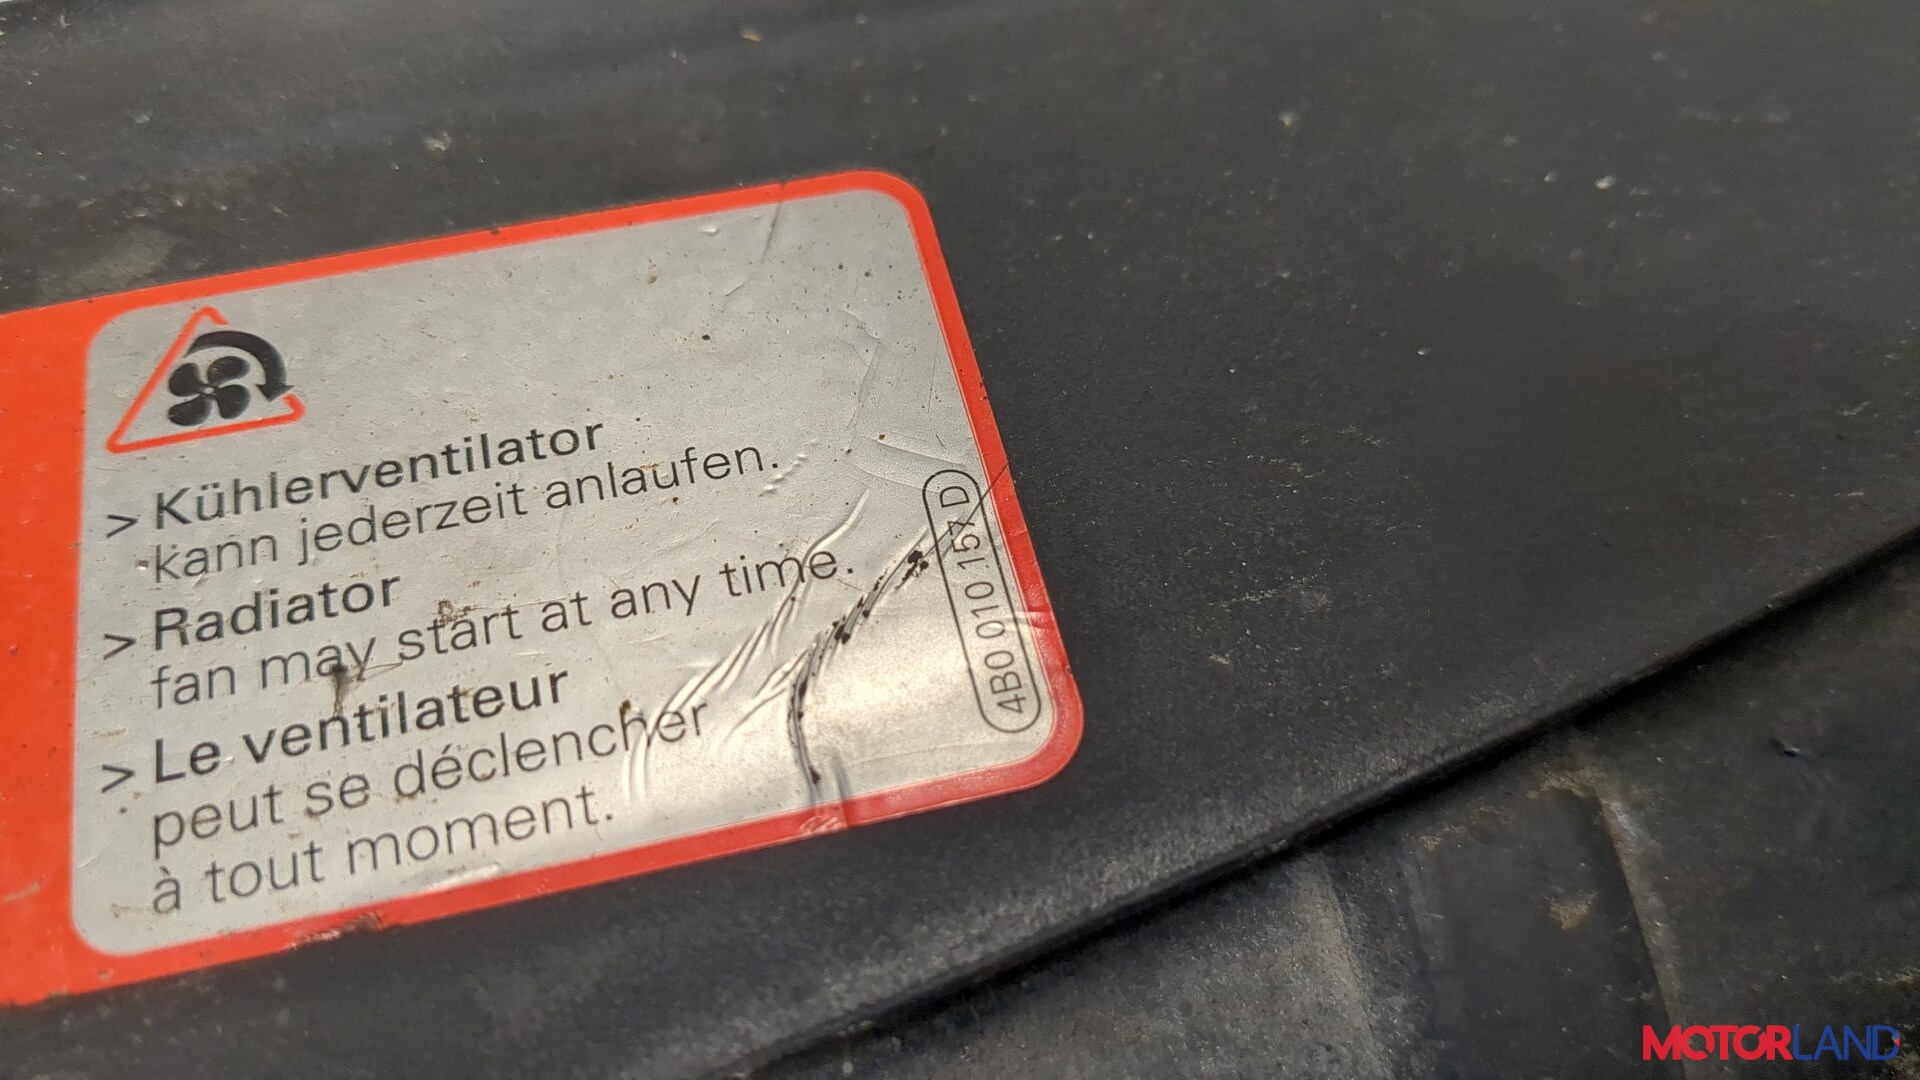 > Kühlerventilator
kann jederzeit anlaufen.
> Radiator
fan may start at any time.
> Le ventilateur
peut se déclencher
à tout moment.
4B0 010 157 D
MOTORLAND